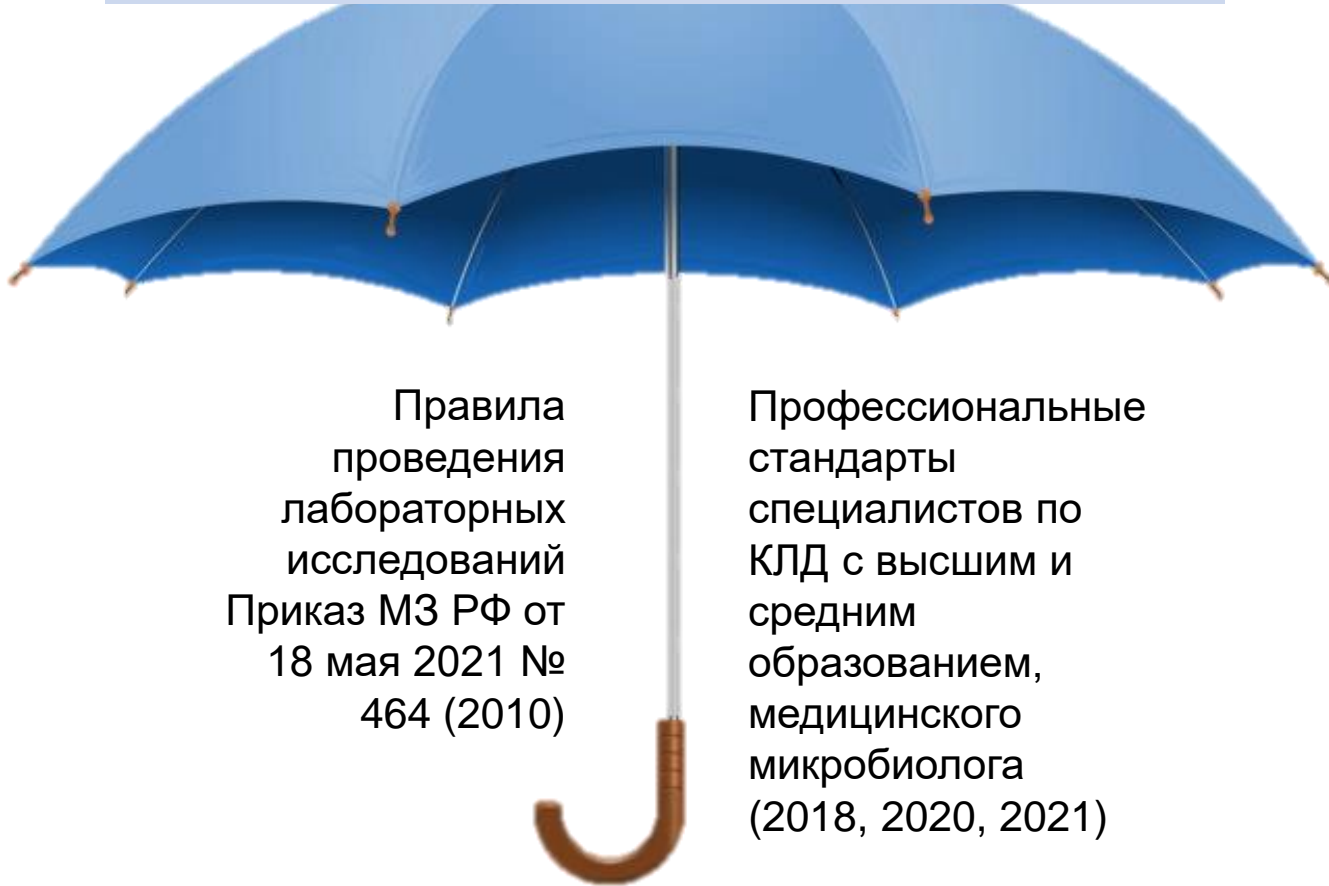 Правила
проведения
лабораторных
исследований
Приказ МЗ РФ от
18 мая 2021 №
464 (2010)
Профессиональные
стандарты
специалистов по
КЛД с высшим и
средним
образованием,
медицинского
микробиолога
(2018, 2020, 2021)